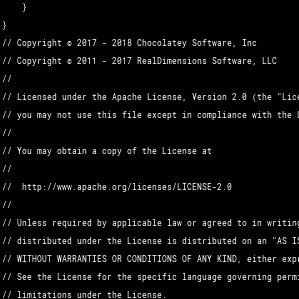 }
}
// Copyright © 2017 - 2018 Chocolatey Software, Inc
// Copyright © 2011 - 2017 RealDimensions Software, LLC
//
// Licensed under the Apache License, Version 2.0 (the "Lice
// you may not use this file except in compliance with the
//
// You may obtain a copy of the License at
//
// http://www.apache.org/licenses/LICENSE-2.0
//
// Unless required by applicable law or agreed to in writing
// distributed under the License is distributed on an "AS IS
// WITHOUT WARRANTIES OR CONDITIONS OF ANY KIND, either expr
// See the License for the specific language governing permi
// limitations under the License.